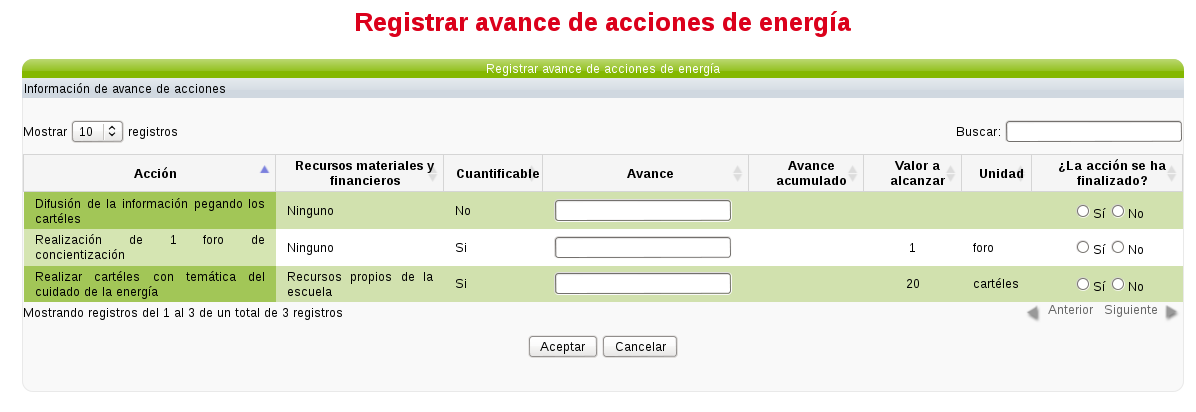 Registrar avance de acciones de energía
Registrar avance de acciones de energía
Información de avance de acciones
Mostrar 10 registros Buscar:
Acción Recursos materiales y financieros Cuantificable Avance Avance acumulado Valor a alcanzar Unidad ¿La acción se ha finalizado?
Difusión de la información pegando los
cartéles
Ninguno No Sí No
Realización de 1 foro de
concientización
Ninguno Si 1 foro Sí No
Realizar cartéles con temática del
cuidado de la energía
Recursos propios de la
escuela
Si 20 cartéles Sí No
Mostrando registros del 1 al 3 de un total de 3 registros Anterior Siguiente
Aceptar Cancelar